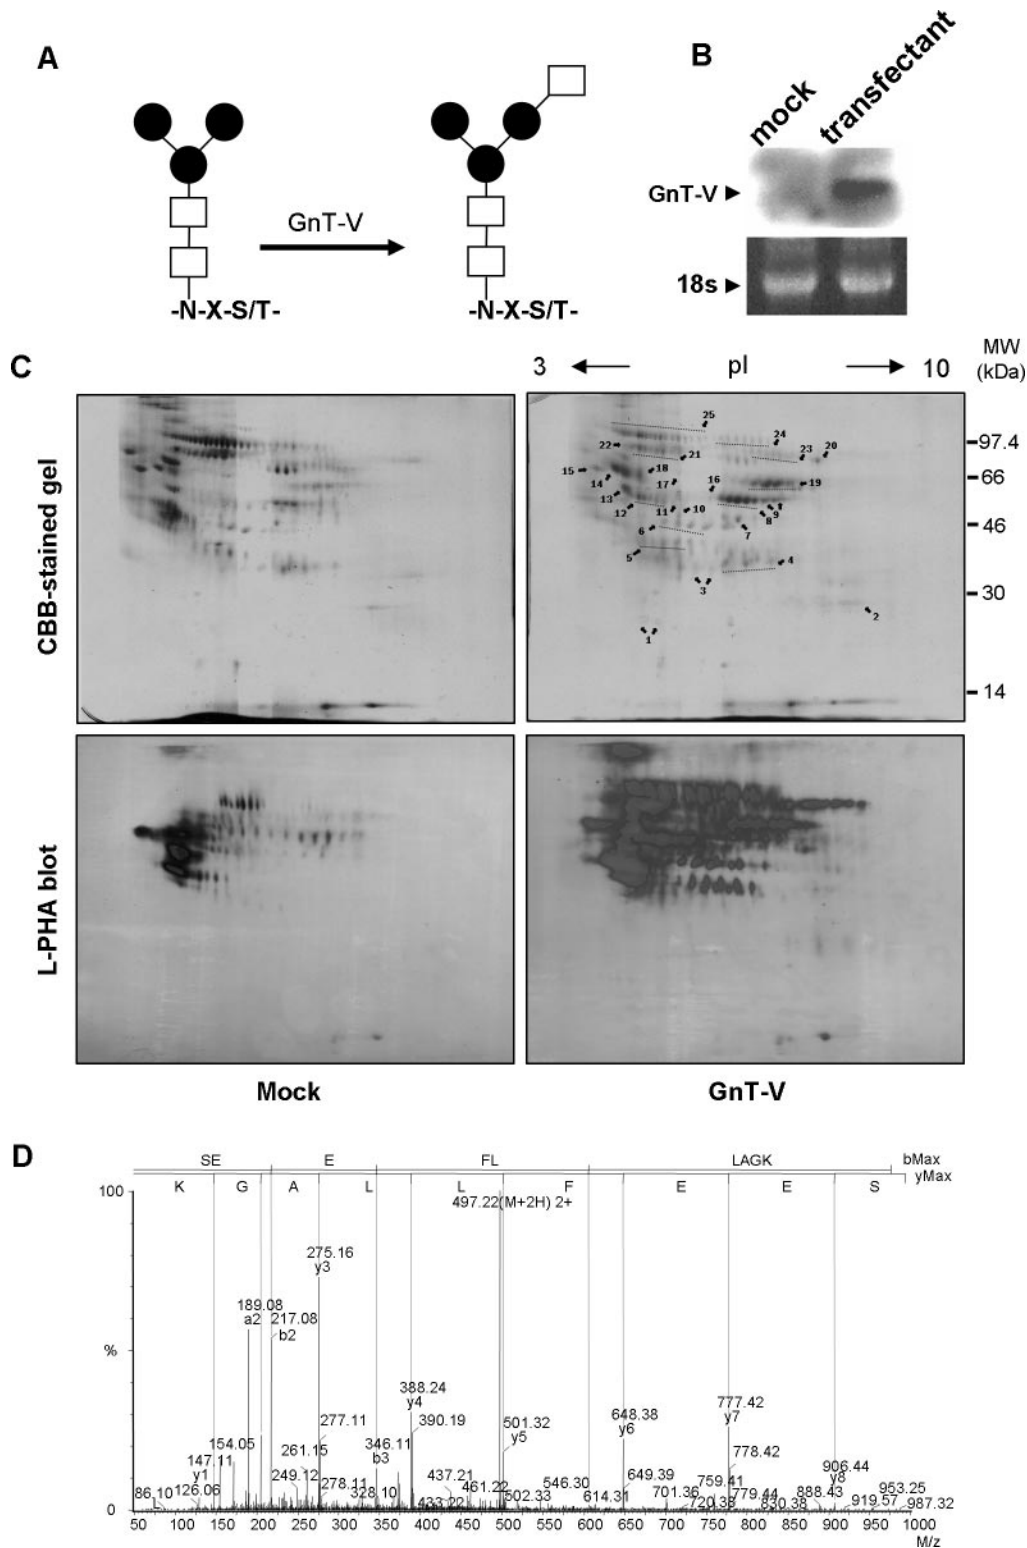 A
B
mock
transfectant
GnT-V
GnT-V
18s
-N-X-S/T-
-N-X-S/T-
C
3
pI
10
MW
(kDa)
CBB-stained gel
25
24
20
22
21
23
15
18
14
17
16
19
13
12
11
10
9
8
6
7
5
4
3
2
1
97.4
66
46
30
14
L-PHA blot
Mock
GnT-V
D
SE E FL LAGK bMax
yMax
K G A L L F E E S
100
497.22(M+2H) 2+
275.16
y3
189.08
a2
217.08
b2
%
388.24
y4
777.42
y7
648.38
y6
277.11
390.19
501.32
y5
346.11
b3
154.05
261.15
778.42
147.11
y1
906.44
y8
249.12
437.21
546.30
649.39
759.41
953.25
86.10
126.06
278.11
328.10
461.22
701.36
888.43
433.22
502.33
614.31
720.38
779.44
830.38
919.57
987.32
0
50 100 150 200 250 300 350 400 450 500 550 600 650 700 750 800 850 900 950 1000
M/z